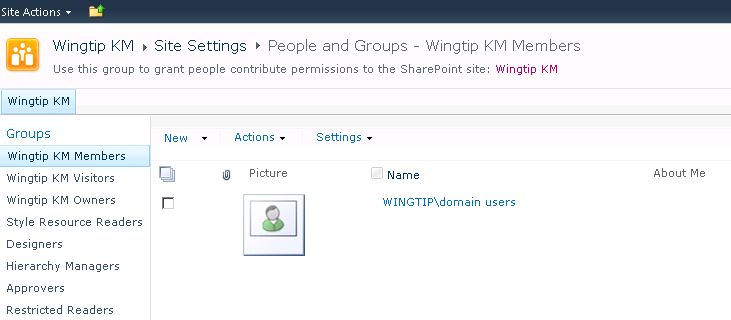 Site Actions
Wingtip KM ▸ Site Settings ▸ People and Groups - Wingtip KM Members
Use this group to grant people contribute permissions to the SharePoint site: Wingtip KM
Wingtip KM
Groups
Wingtip KM Members
Wingtip KM Visitors
Wingtip KM Owners
Style Resource Readers
Designers
Hierarchy Managers
Approvers
Restricted Readers
New Actions Settings
Picture Name About Me
WINGTIP\domain users